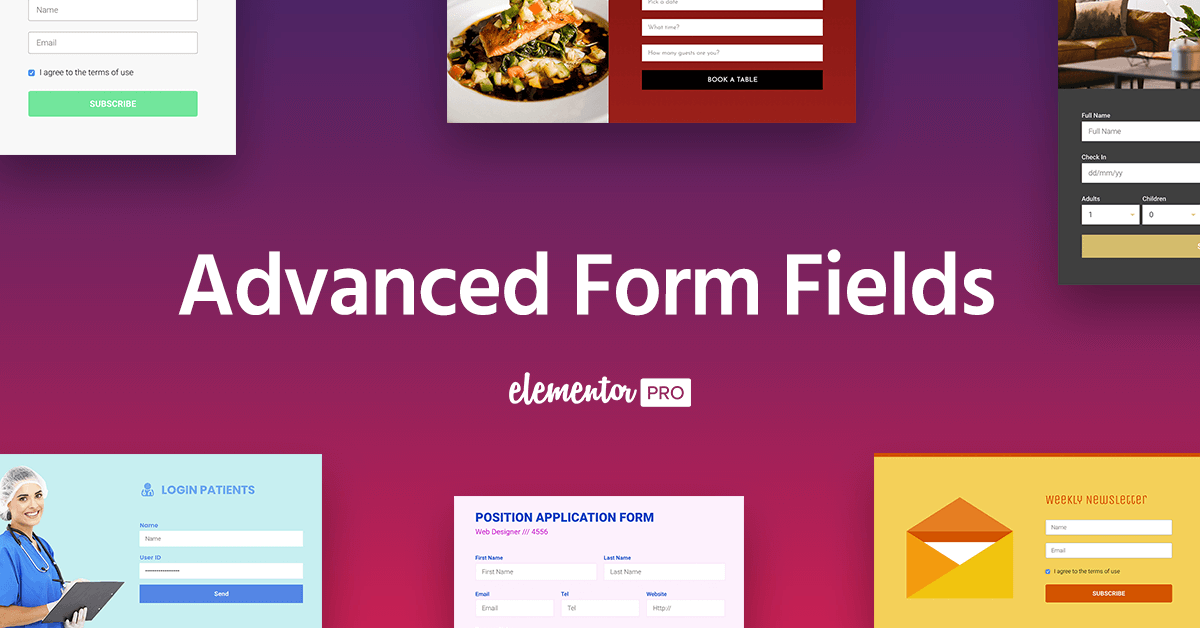 Name
Email
I agree to the terms of use
SUBSCRIBE
Pick a date
What time?
How many guests are you?
BOOK A TABLE
Full Name
Full Name
Check In
dd/mm/yy
Adults Children
1 0
Advanced Form Fields
elementor PRO
LOGIN PATIENTS
Name
Name
User ID
Send
POSITION APPLICATION FORM
Web Designer /// 4556
First Name Last Name
First Name Last Name
Email Tel Website
Email Tel Http://
Weekly Newsletter
Name
Email
I agree to the terms of use
SUBSCRIBE